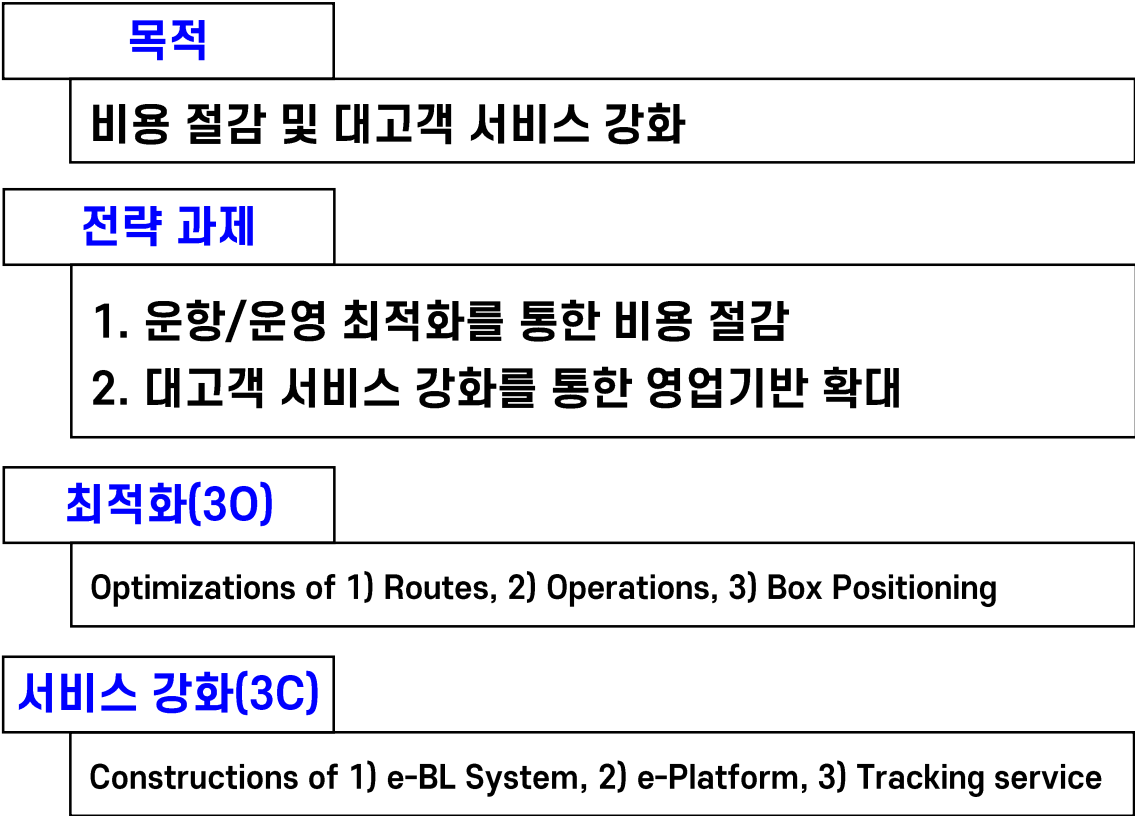 목적
비용 절감 및 대고객 서비스 강화
전략 과제
1. 운항/운영 최적화를 통한 비용 절감
2. 대고객 서비스 강화를 통한 영업기반 확대
최적화(3O)
Optimizations of 1) Routes, 2) Operations, 3) Box Positioning
서비스 강화(3C)
Constructions of 1) e-BL System, 2) e-Platform, 3) Tracking service